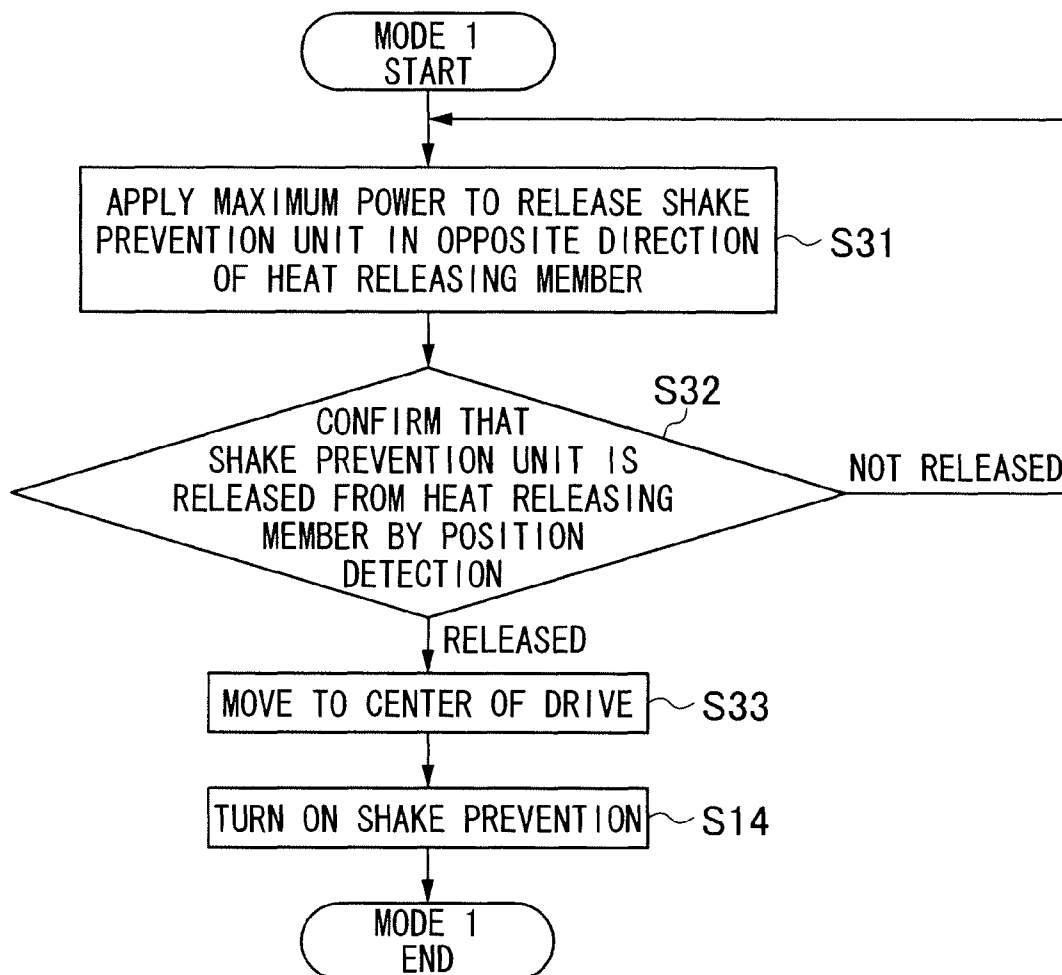 MODE 1
START
APPLY MAXIMUM POWER TO RELEASE SHAKE
PREVENTION UNIT IN OPPOSITE DIRECTION
OF HEAT RELEASING MEMBER
S31
S32
CONFIRM THAT
SHAKE PREVENTION UNIT IS
RELEASED FROM HEAT RELEASING
MEMBER BY POSITION
DETECTION
NOT RELEASED
RELEASED
MOVE TO CENTER OF DRIVE
S33
TURN ON SHAKE PREVENTION
S14
MODE 1
END